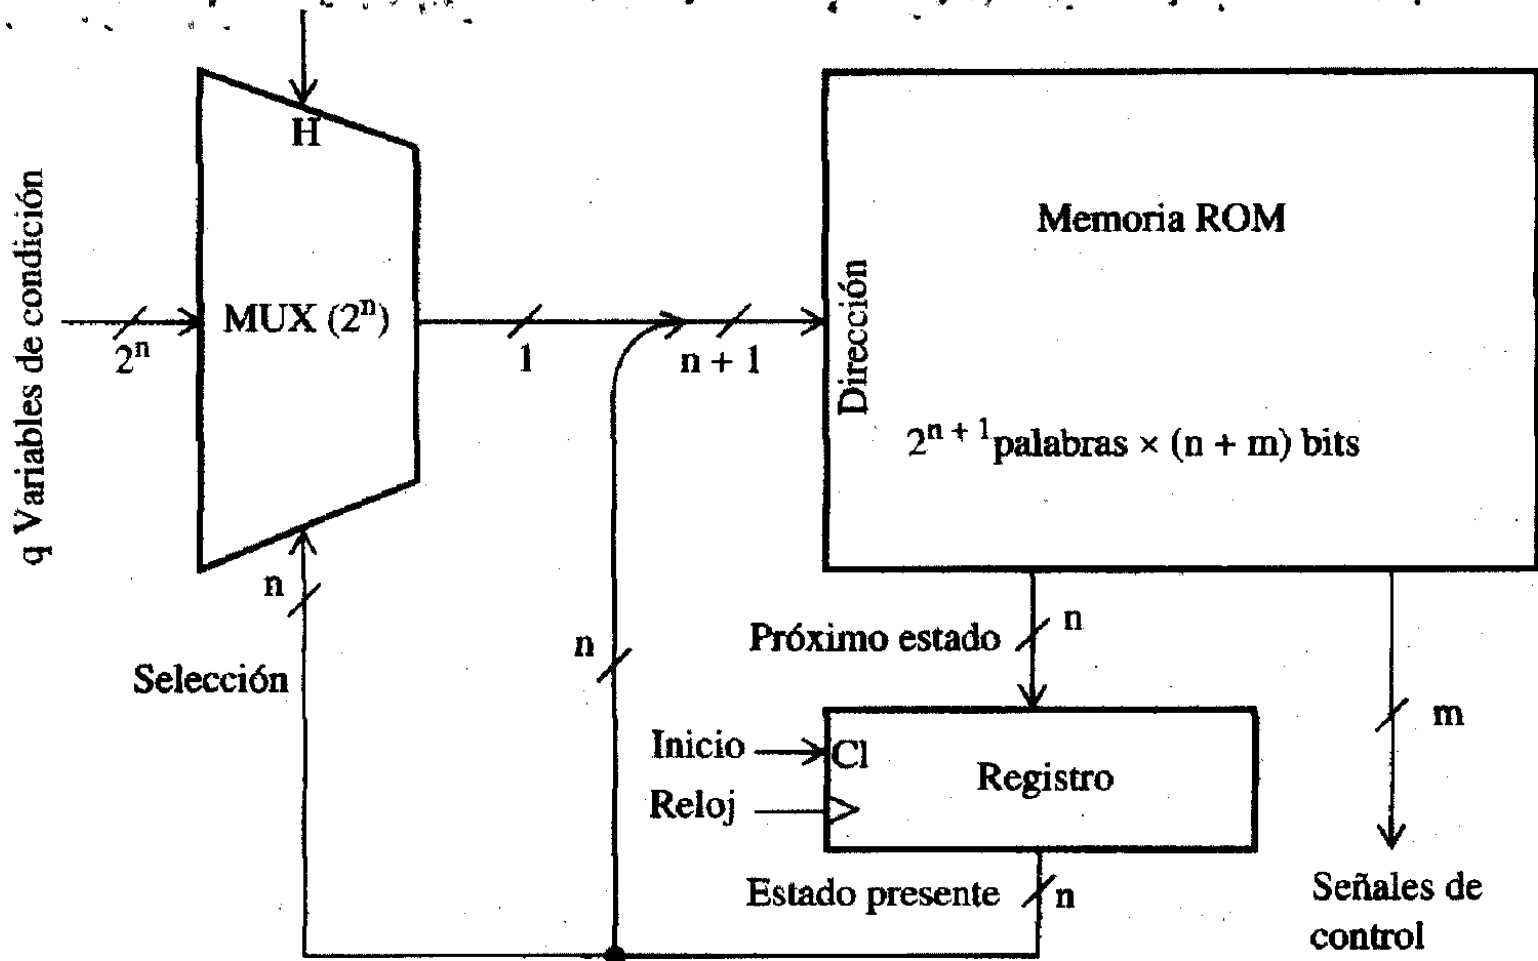 H
q Variables de condición
MUX (2ⁿ)
2ⁿ
1
n + 1
Dirección
Memoria ROM
2ⁿ⁺¹ palabras × (n + m) bits
n
Selección
n
Próximo estado
n
m
Inicio
Cl
Reloj
Registro
Estado presente
n
Señales de
control